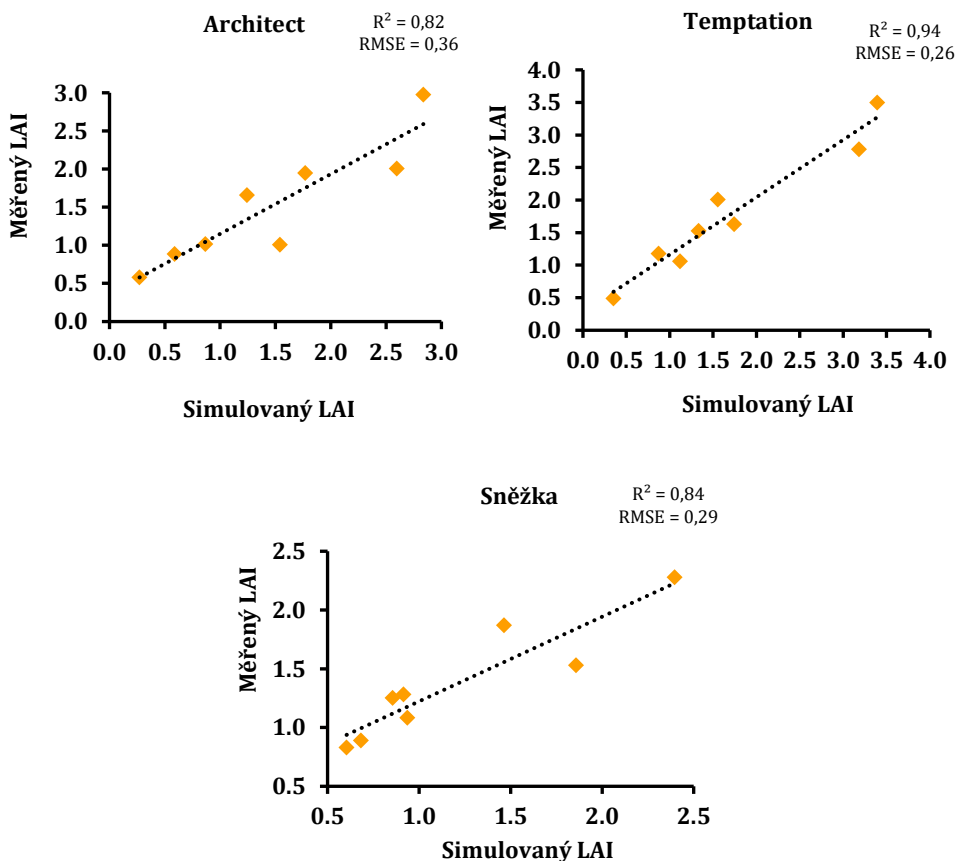 Architect
R² = 0,82
RMSE = 0,36
Měřený LAI
3.0
2.5
2.0
1.5
1.0
0.5
0.0
0.0 0.5 1.0 1.5 2.0 2.5 3.0
Simulovaný LAI
Temptation
R² = 0,94
RMSE = 0,26
Měřený LAI
4.0
3.5
3.0
2.5
2.0
1.5
1.0
0.5
0.0
0.0 0.5 1.0 1.5 2.0 2.5 3.0 3.5 4.0
Simulovaný LAI
Sněžka
R² = 0,84
RMSE = 0,29
Měřený LAI
2.5
2.0
1.5
1.0
0.5
0.5 1.0 1.5 2.0 2.5
Simulovaný LAI